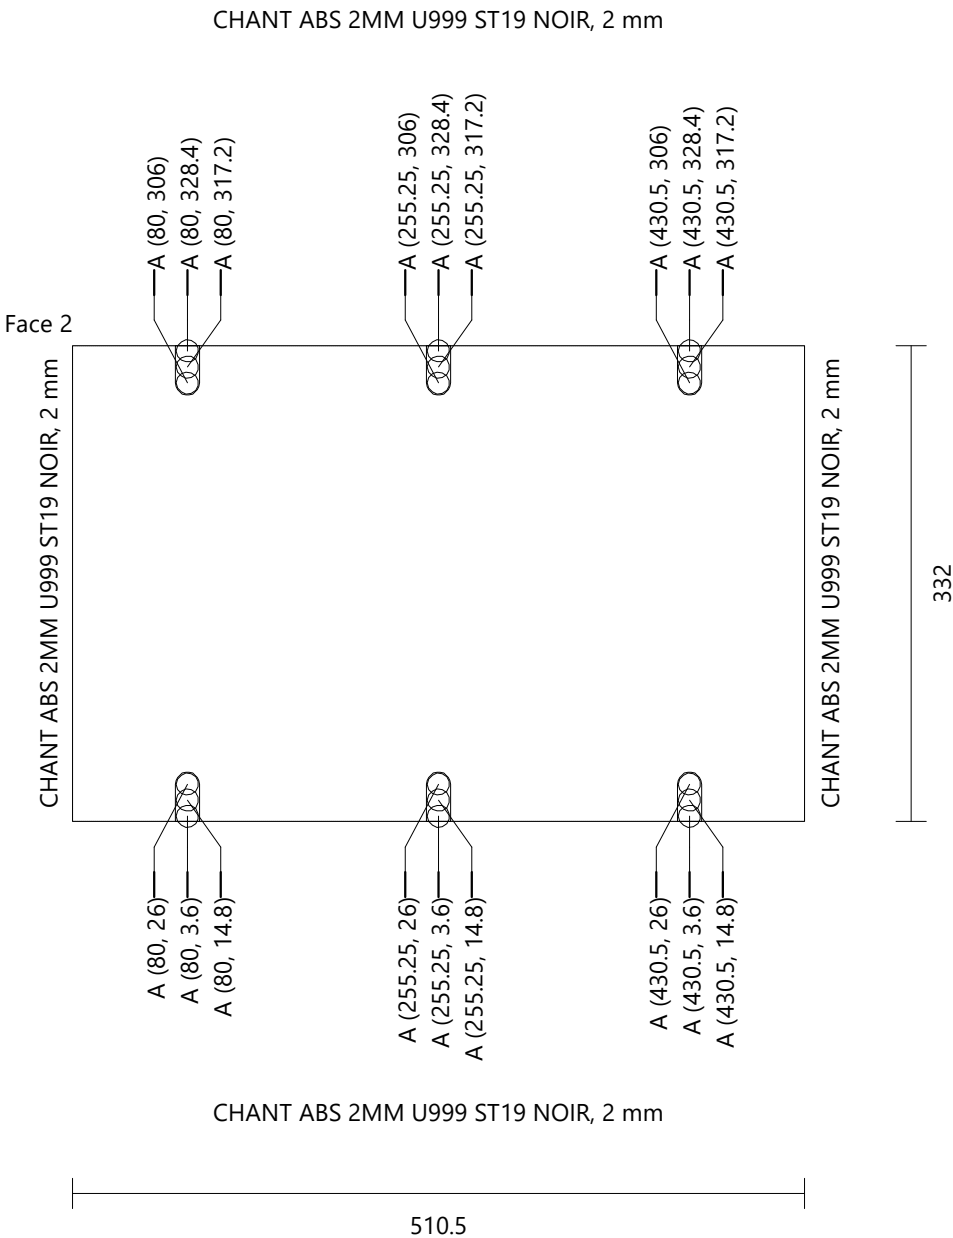 CHANT ABS 2MM U999 ST19 NOIR, 2 mm
A (80, 306)
A (80, 328.4)
A (80, 317.2)
A (255.25, 306)
A (255.25, 328.4)
A (255.25, 317.2)
A (430.5, 306)
A (430.5, 328.4)
A (430.5, 317.2)
Face 2
CHANT ABS 2MM U999 ST19 NOIR, 2 mm
CHANT ABS 2MM U999 ST19 NOIR, 2 mm
332
A (80, 26)
A (80, 3.6)
A (80, 14.8)
A (255.25, 26)
A (255.25, 3.6)
A (255.25, 14.8)
A (430.5, 26)
A (430.5, 3.6)
A (430.5, 14.8)
CHANT ABS 2MM U999 ST19 NOIR, 2 mm
510.5